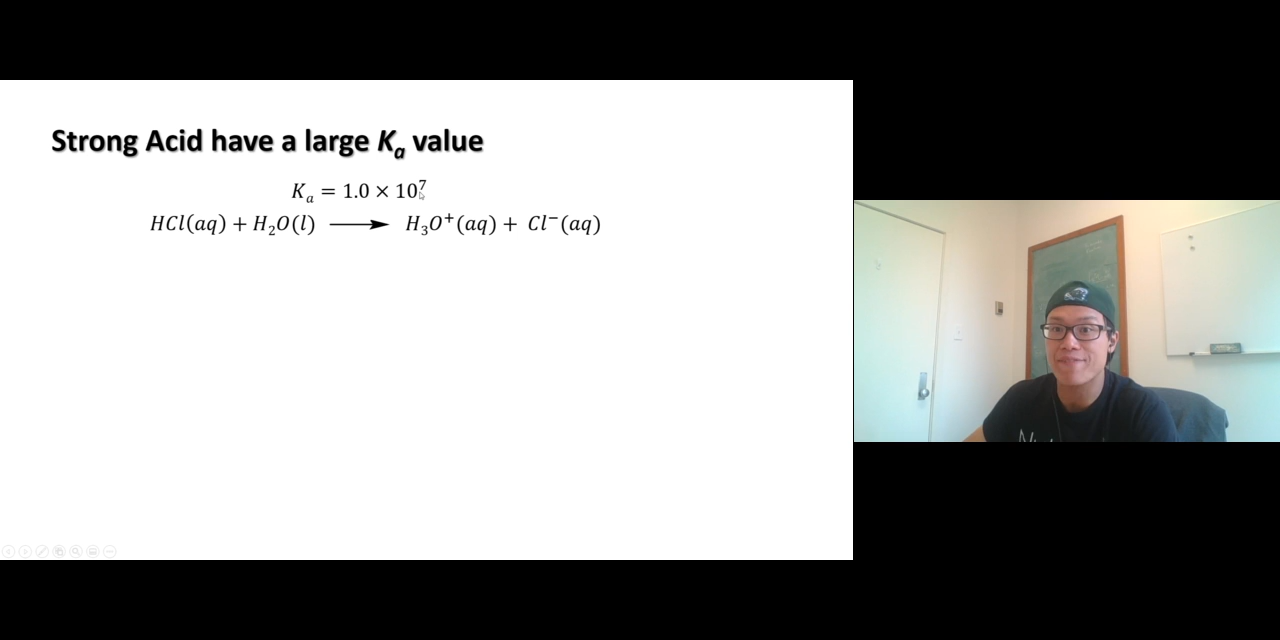 Strong Acid have a large Kₐ value
Kₐ = 1.0 × 10⁷
HCl(aq) + H₂O(l) ⟶ H₃O⁺(aq) + Cl⁻(aq)